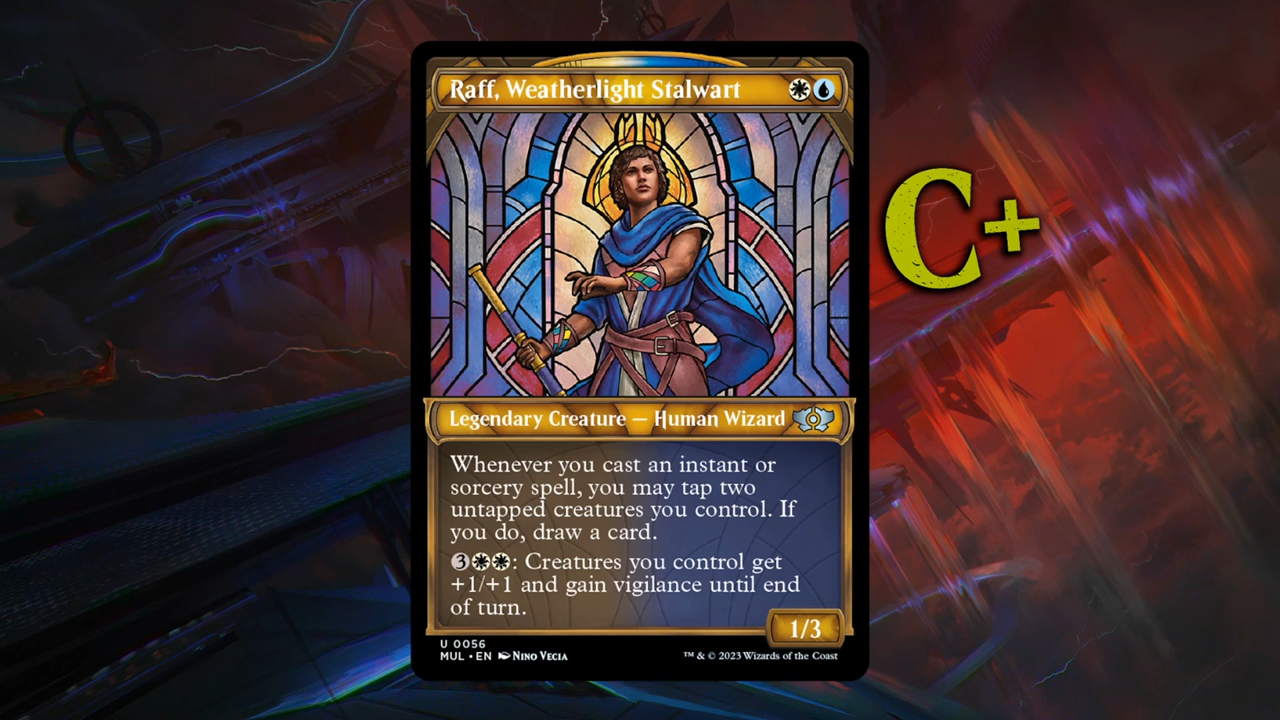 Raff, Weatherlight Stalwart
C+
Legendary Creature — Human Wizard
Whenever you cast an instant or
sorcery spell, you may tap two
untapped creatures you control. If
you do, draw a card.
3: Creatures you control get
+1/+1 and gain vigilance until end
of turn.
1/3
U 0056
MUL • EN Nino Vecia
™ & © 2023 Wizards of the Coast